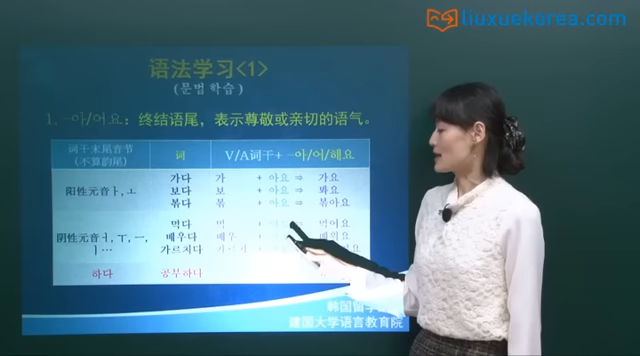 liuxuekorea.com
语法学习<1>
(문법 학습)
1. -아/어요: 终结语尾，表示尊敬或亲切的语气。
词干末尾音节 词 V/A词干+ -아/어/해요
(不算韵尾)
阳性元音ㅏ,ㅗ 가다 가 + 아요 ⇒ 가요
보다 보 + 아요 ⇒ 봐요
볶다 볶 + 아요 ⇒ 볶아요
阴性元音ㅓ,ㅜ,ㅡ, 먹다 먹 + ⇒ 먹어요
ㅣ… 배우다 배우 + 배워요
가르치다 가르치 +
하다 공부하다
韩国留学
建国大学语言教育院